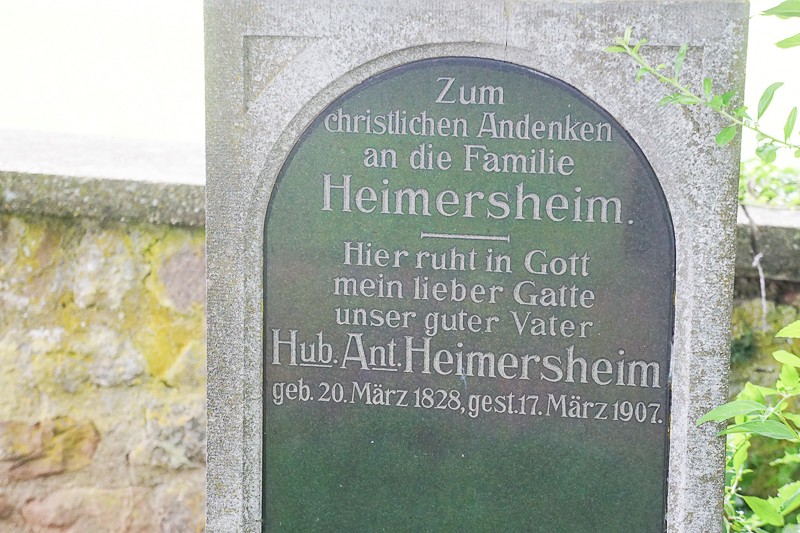 Zum
christlichen Andenken
an die Familie
Heimersheim.
Hier ruht in Gott
mein lieber Gatte
unser guter Vater
Hub. Ant. Heimersheim
geb. 20. März 1828, gest. 17. März 1907.